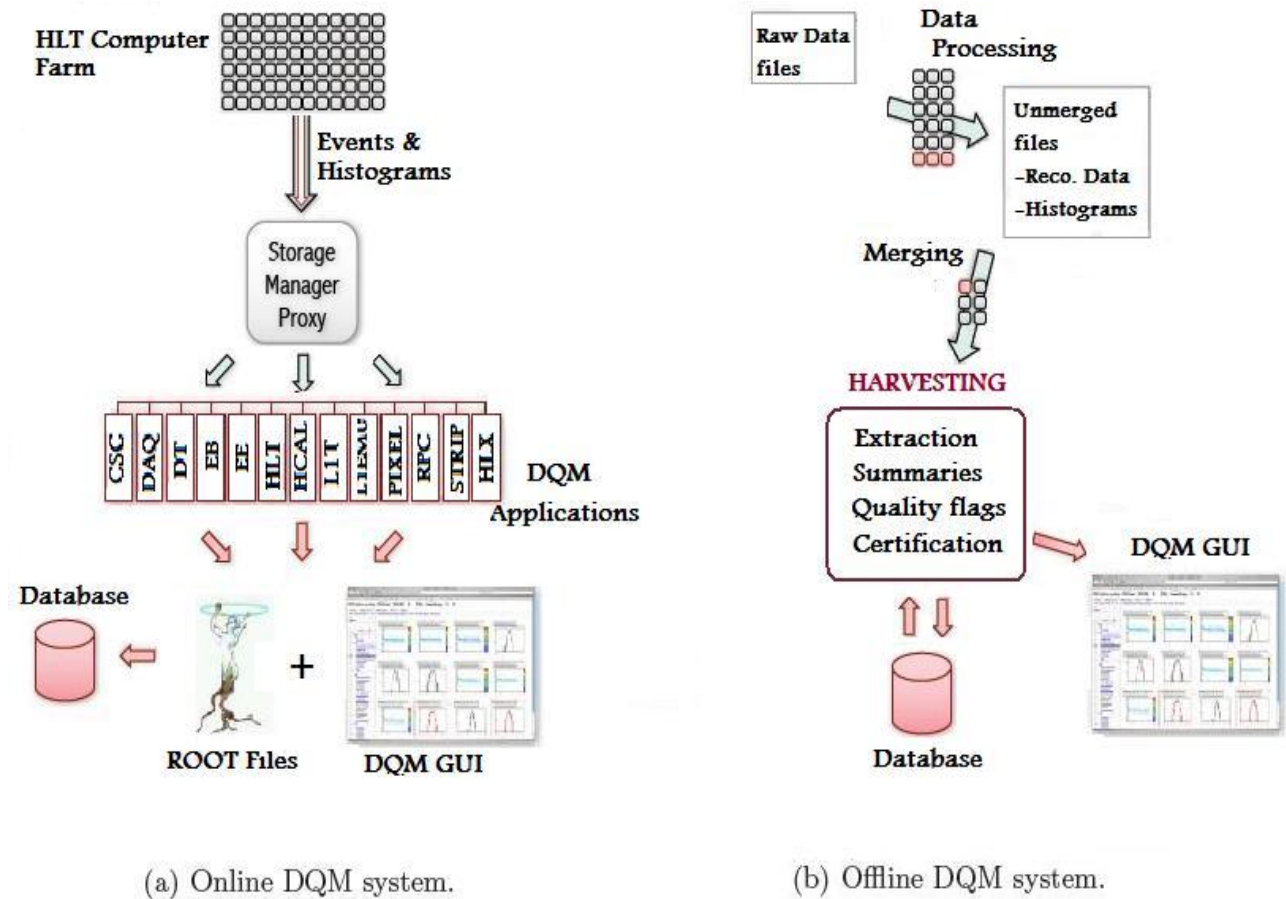 HLT Computer
Farm
Events &
Histograms
Storage
Manager
Proxy
CSC
DAQ
DT
EB
EE
HLT
HCAL
L1T
L1EMU
PIXEL
RPC
STRIP
HLX
DQM
Applications
Database
+
ROOT Files
DQM GUI
(a) Online DQM system.
Raw Data
files
Data
Processing
Unmerged
files
-Reco. Data
-Histograms
Merging
HARVESTING
Extraction
Summaries
Quality flags
Certification
DQM GUI
Database
(b) Offline DQM system.